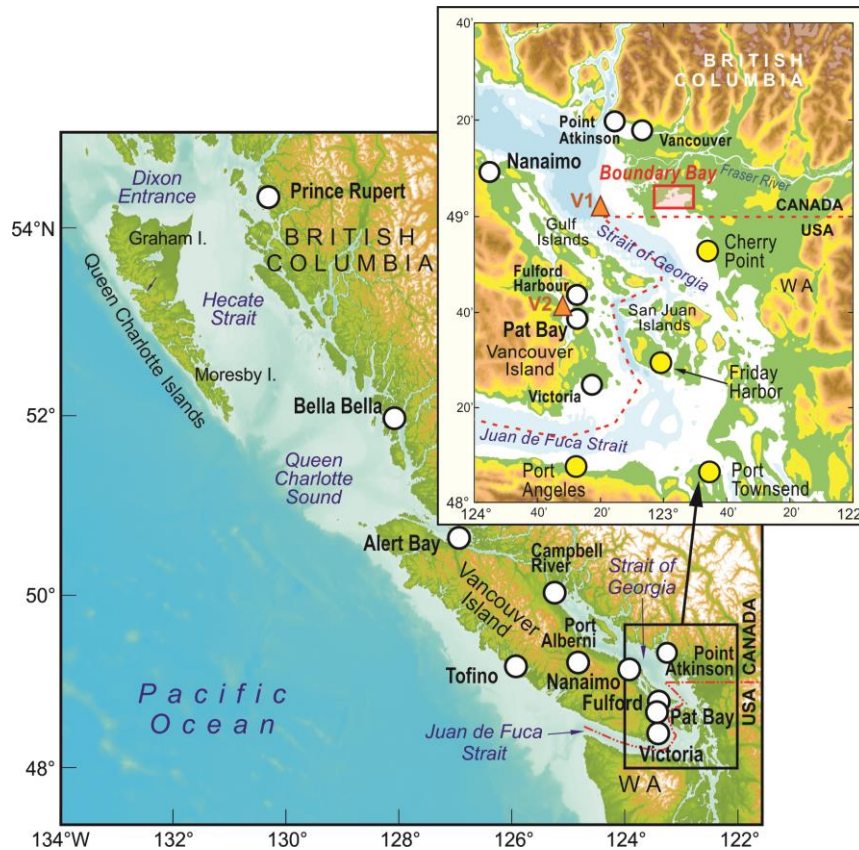 Dixon
Entrance
Prince Rupert
54°N
Graham I.
BRITISH
COLUMBIA
Queen Charlotte Islands
Hecate
Strait
Moresby I.
52°
Bella Bella
Queen
Charlotte
Sound
Alert Bay
Campbell
River
Strait of
Georgia
Vancouver
Island
50°
Port
Alberni
Point
Atkinson
Tofino
Nanaimo
Fulford
Pat Bay
USA
CANADA
Pacific
Ocean
Juan de Fuca
Strait
Victoria
48°
WA
134°W
132°
130°
128°
126°
124°
122°
40'
BRITISH
COLUMBIA
20'
Point
Atkinson
Vancouver
Nanaimo
Boundary Bay
Fraser River
V1
CANADA
49°
USA
Gulf
Islands
Strait of Georgia
Cherry
Point
Fulford
Harbour
WA
V2
40'
San Juan
Islands
Pat Bay
Vancouver
Island
Friday
Harbor
Victoria
20'
Juan de Fuca Strait
Port
Angeles
Port
Townsend
48°
124°
40'
20'
123°
40'
20'
122